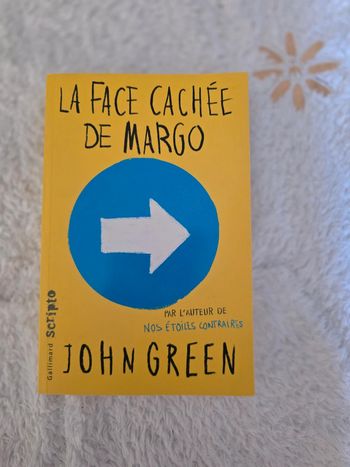 LA FACE CACHÉE
DE MARGO
PAR L'AUTEUR DE
NOS ÉTOILES CONTRAIRES
Gallimard scripto
JOHN GREEN